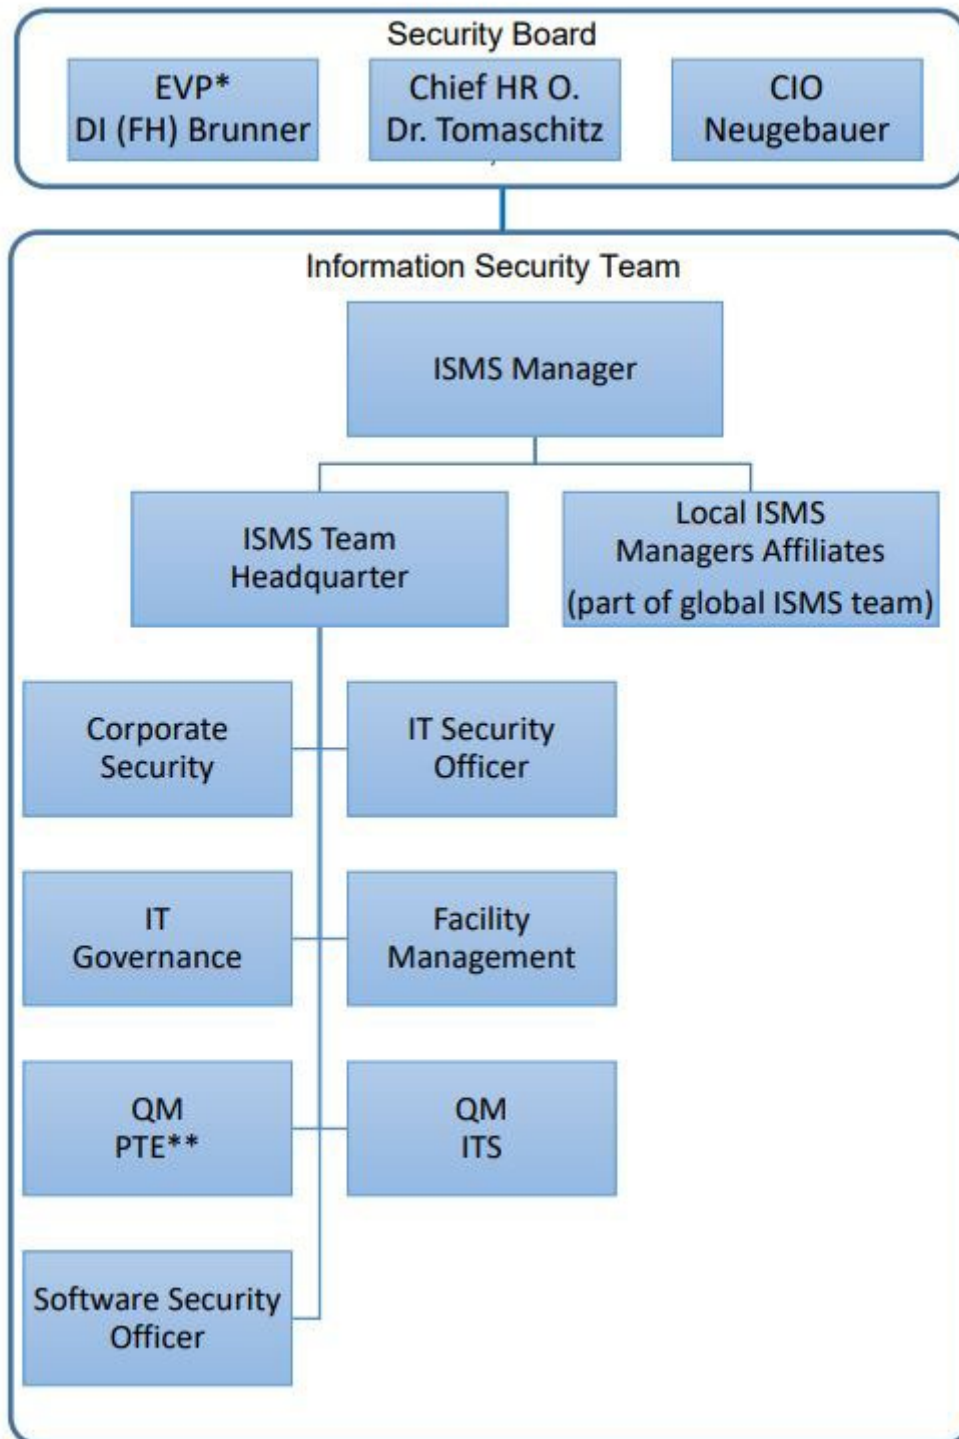 Security Board
EVP*
DI (FH) Brunner
Chief HR O.
Dr. Tomaschitz
,
CIO
Neugebauer
Information Security Team
ISMS Manager
ISMS Team
Headquarter
Local ISMS
Managers Affiliates
(part of global ISMS team)
Corporate
Security
IT Security
Officer
IT
Governance
Facility
Management
QM
PTE**
QM
ITS
Software Security
Officer